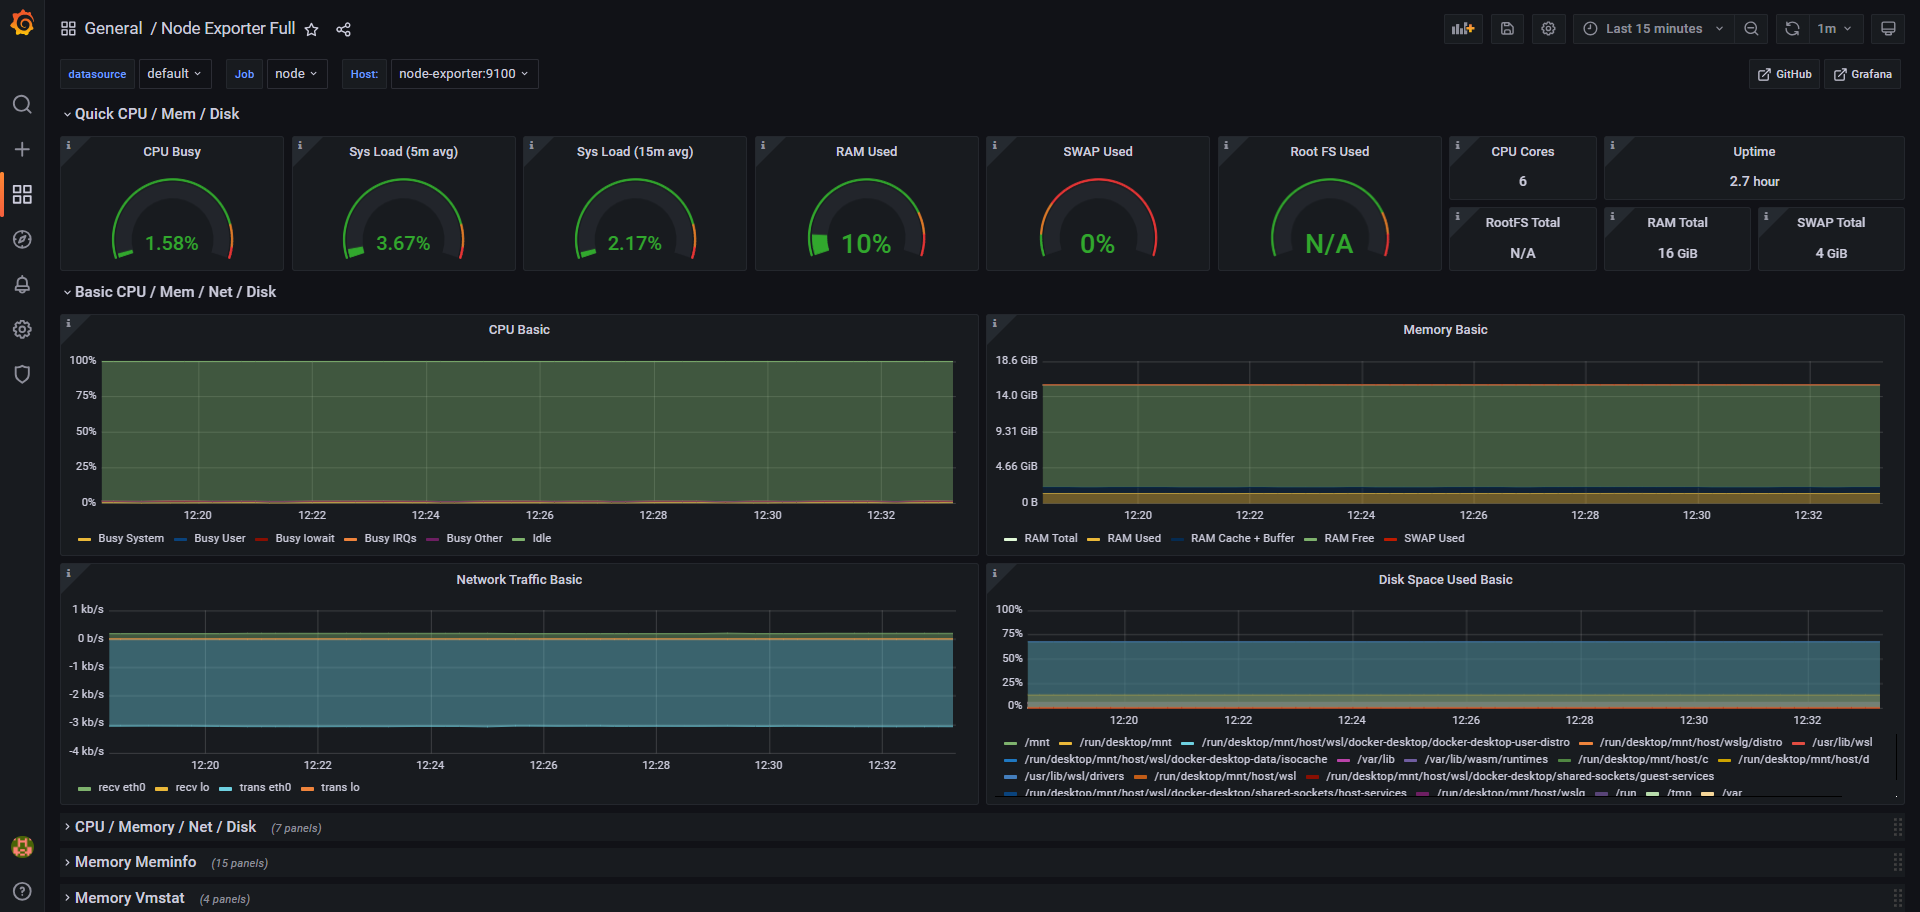 General / Node Exporter Full
Last 15 minutes
1m
datasource default Job node Host: node-exporter:9100
GitHub Grafana
Quick CPU / Mem / Disk
CPU Busy
1.58%
Sys Load (5m avg)
3.67%
Sys Load (15m avg)
2.17%
RAM Used
10%
SWAP Used
0%
Root FS Used
N/A
CPU Cores
6
Uptime
2.7 hour
RootFS Total
N/A
RAM Total
16 GiB
SWAP Total
4 GiB
Basic CPU / Mem / Net / Disk
CPU Basic
100%
75%
50%
25%
0%
12:20 12:22 12:24 12:26 12:28 12:30 12:32
Busy System Busy User Busy Iowait Busy IRQs Busy Other Idle
Memory Basic
18.6 GiB
14.0 GiB
9.31 GiB
4.66 GiB
0 B
12:20 12:22 12:24 12:26 12:28 12:30 12:32
RAM Total RAM Used RAM Cache + Buffer RAM Free SWAP Used
Network Traffic Basic
1 kb/s
0 b/s
-1 kb/s
-2 kb/s
-3 kb/s
-4 kb/s
12:20 12:22 12:24 12:26 12:28 12:30 12:32
recv eth0 recv lo trans eth0 trans lo
Disk Space Used Basic
100%
75%
50%
25%
0%
12:20 12:22 12:24 12:26 12:28 12:30 12:32
/mnt /run/desktop/mnt /run/desktop/mnt/host/wsl/docker-desktop/docker-desktop-user-distro /run/desktop/mnt/host/wslg/distro /usr/lib/wsl
/run/desktop/mnt/host/wsl/docker-desktop-data/isocache /var/lib /var/lib/wasm/runtimes /run/desktop/mnt/host/c /run/desktop/mnt/host/d
/usr/lib/wsl/drivers /run/desktop/mnt/host/wsl /run/desktop/mnt/host/wsl/docker-desktop/shared-sockets/guest-services
/run/desktop/mnt/host/wsl/docker-desktop/shared-sockets/host-services /run/desktop/mnt/host/wslg /run /tmp /var
CPU / Memory / Net / Disk (7 panels)
Memory Meminfo (15 panels)
Memory Vmstat (4 panels)